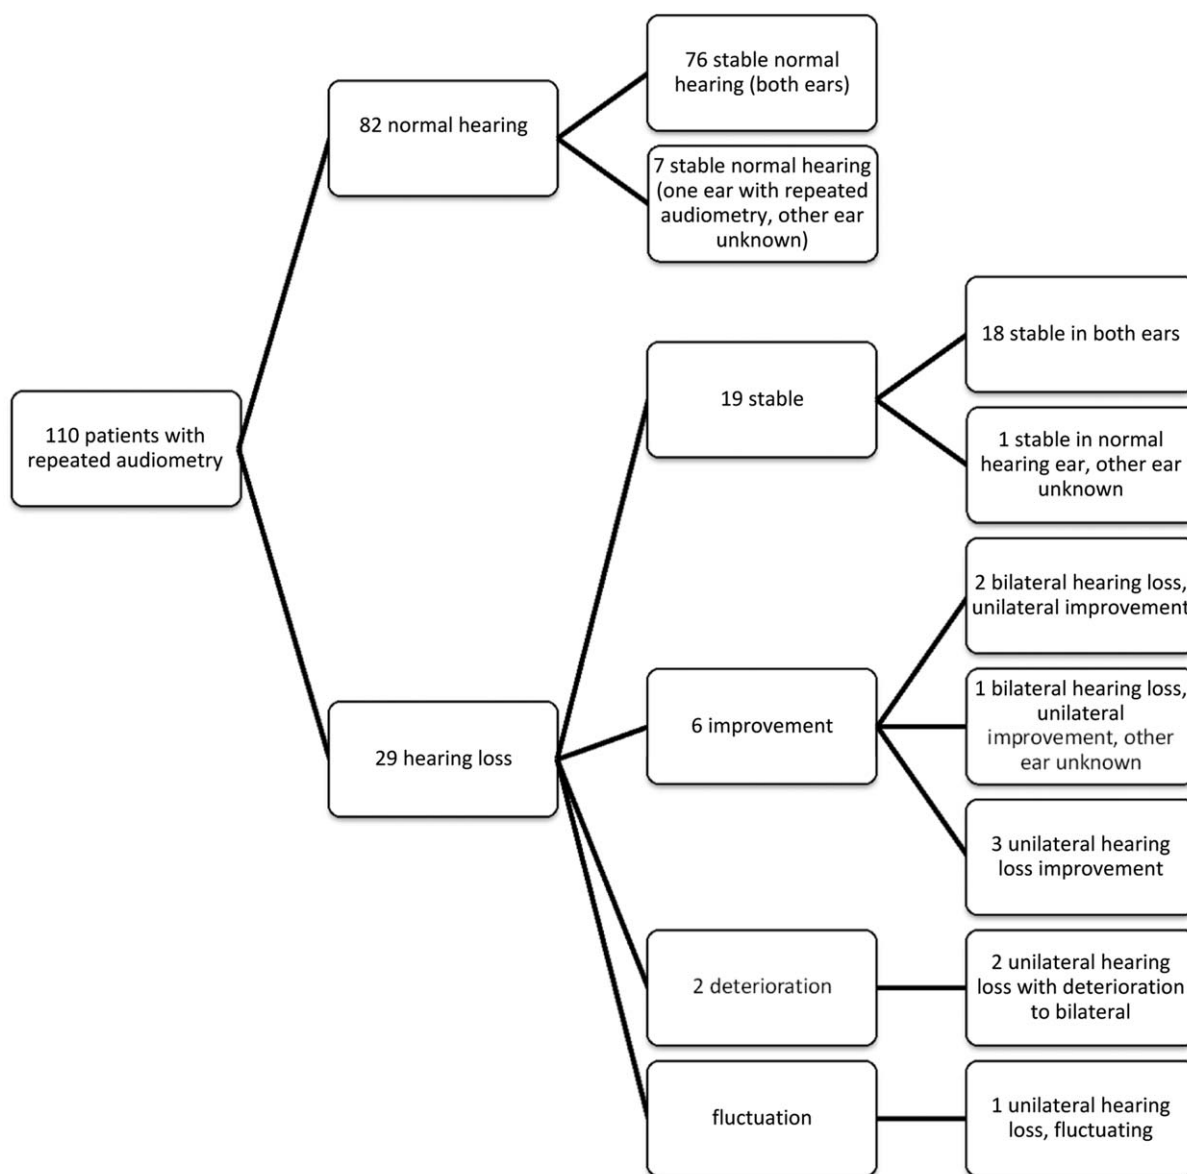 110 patients with
repeated audiometry
82 normal hearing
76 stable normal
hearing (both ears)
7 stable normal hearing
(one ear with repeated
audiometry, other ear
unknown)
29 hearing loss
19 stable
18 stable in both ears
1 stable in normal
hearing ear, other ear
unknown
6 improvement
2 bilateral hearing loss,
unilateral improvement
1 bilateral hearing loss,
unilateral
improvement, other
ear unknown
3 unilateral hearing
loss improvement
2 deterioration
2 unilateral hearing
loss with deterioration
to bilateral
fluctuation
1 unilateral hearing
loss, fluctuating